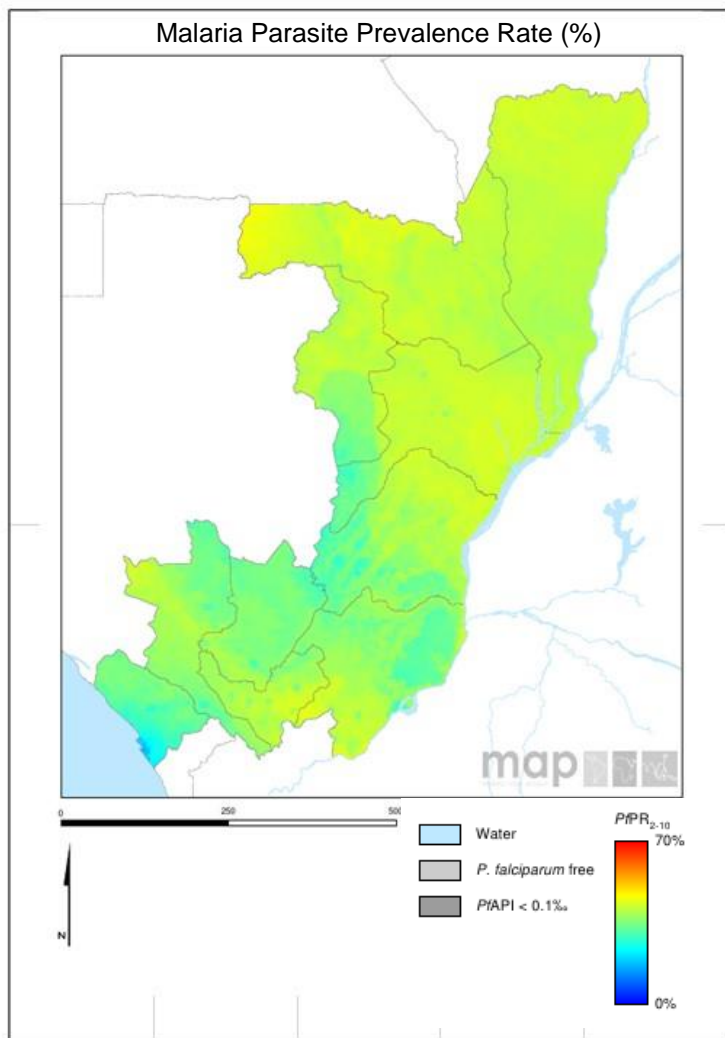 Malaria Parasite Prevalence Rate (%)
map
0 250 500
Water
P. falciparum free
PfAPI < 0.1‰
N
PfPR2-10
70%
0%